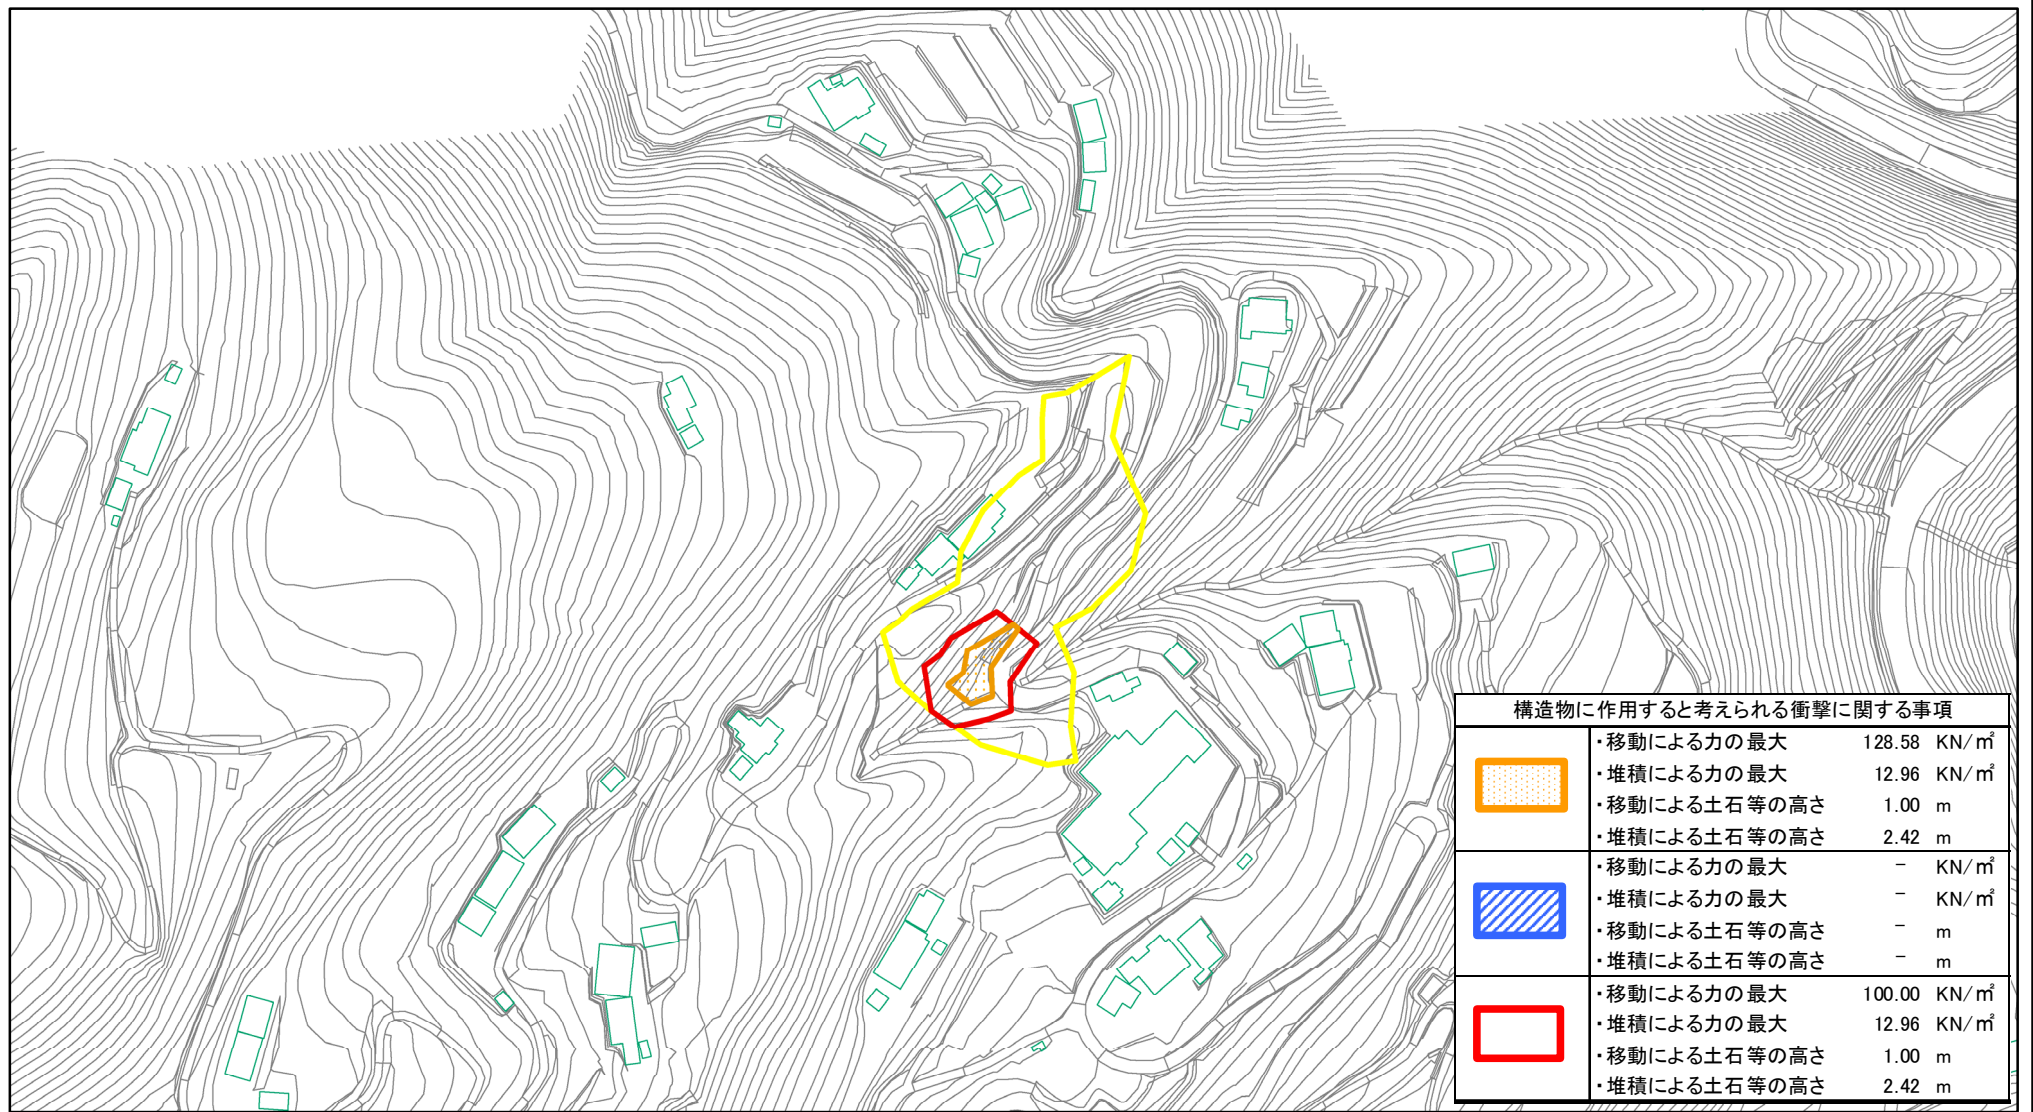 構造物に作用すると考えられる衝撃に関する事項
・移動による力の最大 128.58 KN/㎡
・堆積による力の最大 12.96 KN/㎡
・移動による土石等の高さ 1.00 m
・堆積による土石等の高さ 2.42 m
・移動による力の最大 - KN/㎡
・堆積による力の最大 - KN/㎡
・移動による土石等の高さ - m
・堆積による土石等の高さ - m
・移動による力の最大 100.00 KN/㎡
・堆積による力の最大 12.96 KN/㎡
・移動による土石等の高さ 1.00 m
・堆積による土石等の高さ 2.42 m